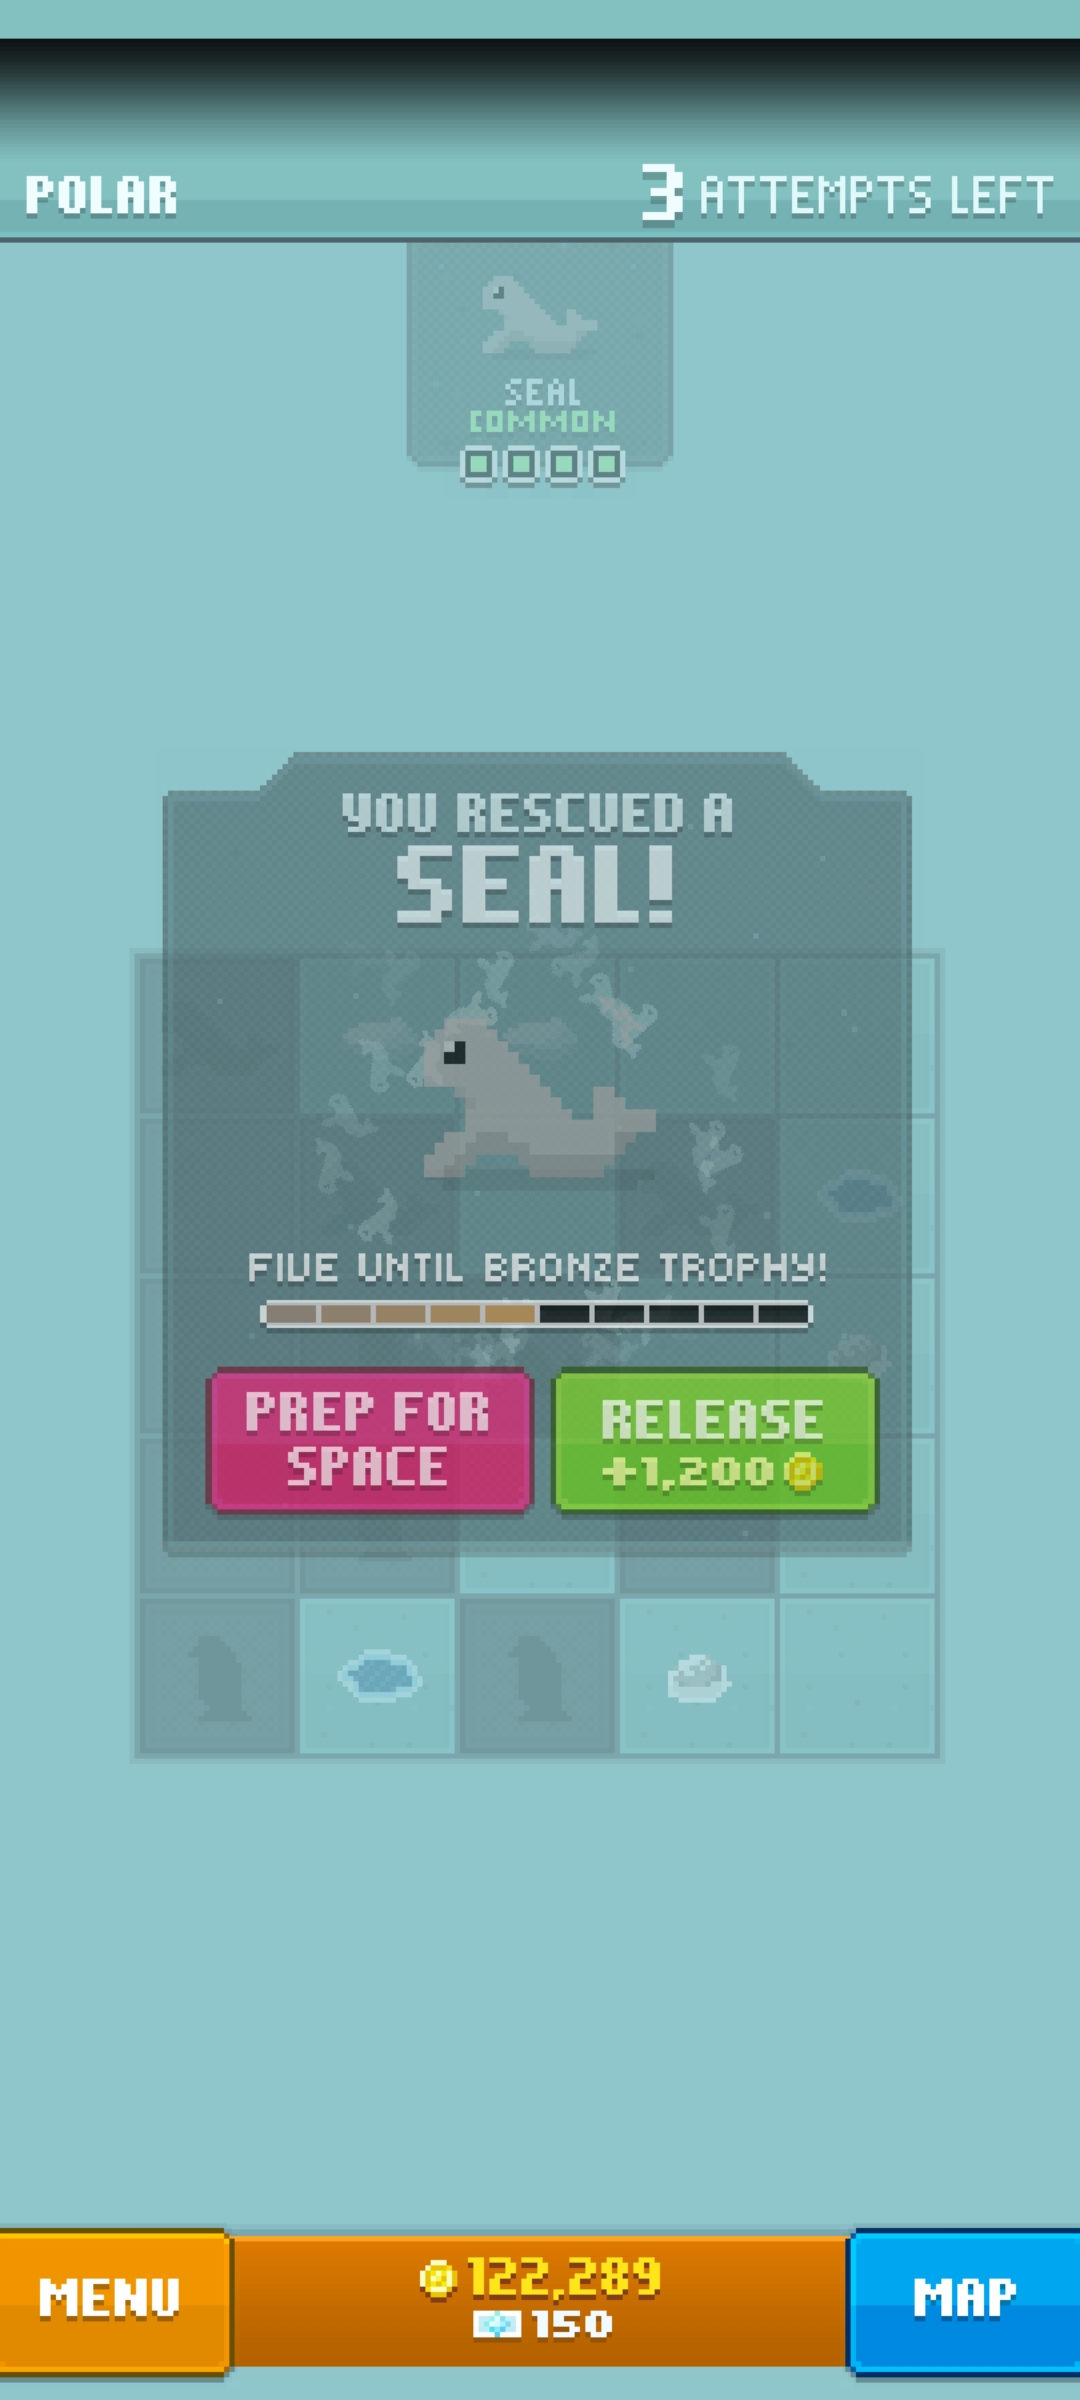 POLAR
3 ATTEMPTS LEFT
SEAL
COMMON
YOU RESCUED A
SEAL!
FIVE UNTIL BRONZE TROPHY!
PREP FOR
SPACE
RELEASE
+1,200
MENU
122,289
150
MAP